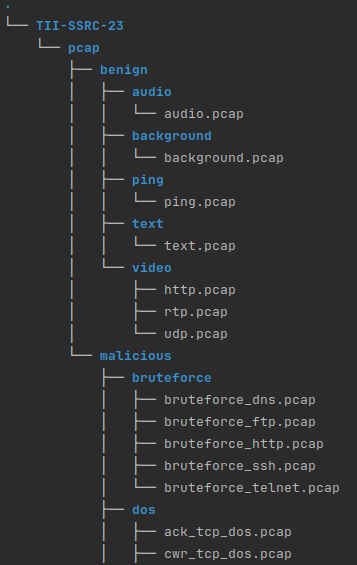 .
└── TII-SSRC-23
    └── pcap
        ├── benign
        │   ├── audio
        │   │   └── audio.pcap
        │   ├── background
        │   │   └── background.pcap
        │   ├── ping
        │   │   └── ping.pcap
        │   ├── text
        │   │   └── text.pcap
        │   └── video
        │       ├── http.pcap
        │       ├── rtp.pcap
        │       └── udp.pcap
        └── malicious
            ├── bruteforce
            │   ├── bruteforce_dns.pcap
            │   ├── bruteforce_ftp.pcap
            │   ├── bruteforce_http.pcap
            │   ├── bruteforce_ssh.pcap
            │   └── bruteforce_telnet.pcap
            ├── dos
            │   ├── ack_tcp_dos.pcap
            │   ├── cwr_tcp_dos.pcap